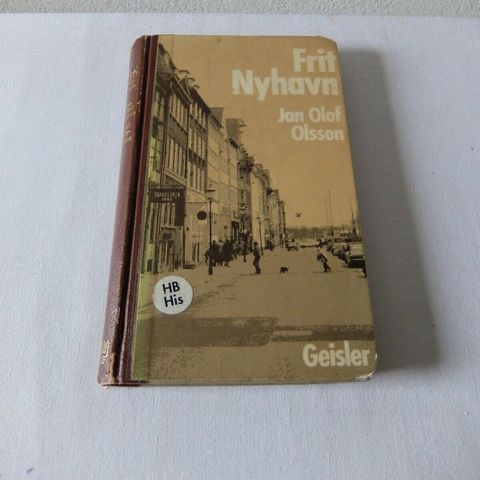 Frit
Nyhavn
Jan Olof
Olsson
HB
His
Geisler